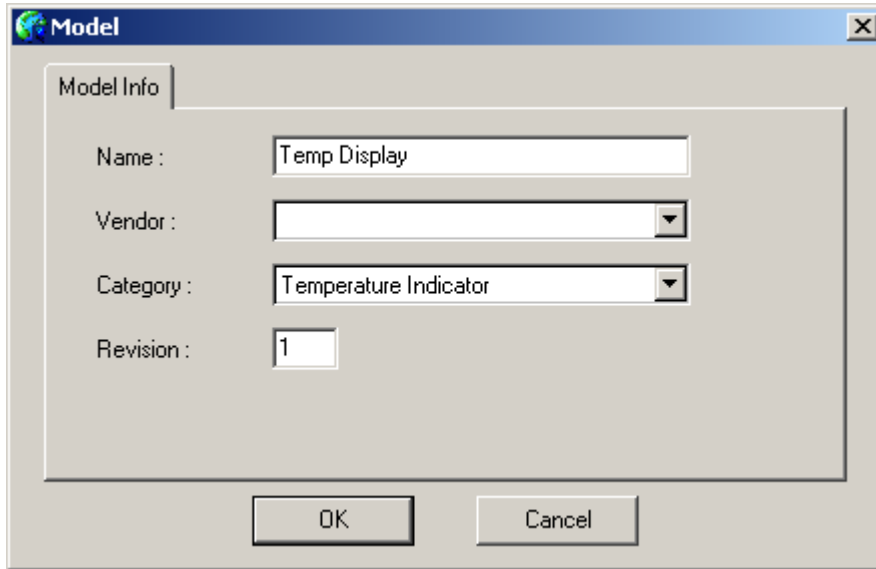 Model
Model Info
Name : Temp Display
Vendor :
Category : Temperature Indicator
Revision : 1
OK Cancel